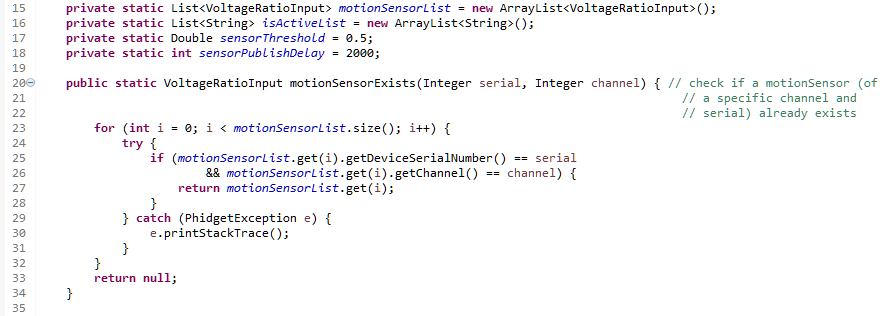 15 private static List<VoltageRatioInput> motionSensorList = new ArrayList<VoltageRatioInput>();
16 private static List<String> isActiveList = new ArrayList<String>();
17 private static Double sensorThreshold = 0.5;
18 private static int sensorPublishDelay = 2000;
19
20 public static VoltageRatioInput motionSensorExists(Integer serial, Integer channel) { // check if a motionSensor (of
21 // a specific channel and
22 // serial) already exists
23 for (int i = 0; i < motionSensorList.size(); i++) {
24 try {
25 if (motionSensorList.get(i).getDeviceSerialNumber() == serial
26 && motionSensorList.get(i).getChannel() == channel) {
27 return motionSensorList.get(i);
28 }
29 } catch (PhidgetException e) {
30 e.printStackTrace();
31 }
32 }
33 return null;
34 }
35